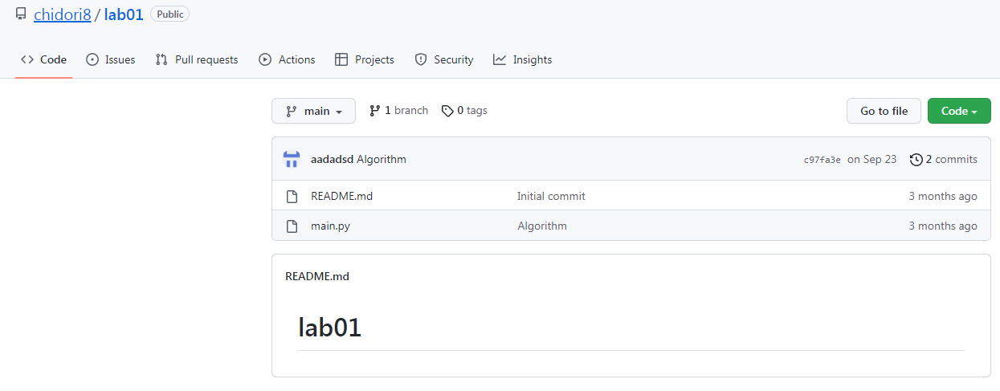 chidori8 / lab01 Public
Code Issues Pull requests Actions Projects Security Insights
main 1 branch 0 tags Go to file Code
aadadsd Algorithm c97fa3e on Sep 23 2 commits
README.md Initial commit 3 months ago
main.py Algorithm 3 months ago
README.md
lab01